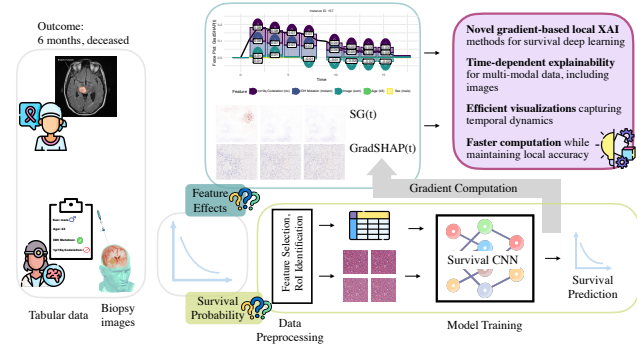 Outcome:
6 months, deceased
Time
Feature
SG(t)
GradSHAP(t)
Novel gradient-based local XAI
methods for survival deep learning
Time-dependent explainability
for multi-modal data, including
images
Efficient visualizations capturing
temporal dynamics
Faster computation while
maintaining local accuracy
Gradient Computation
Feature
Effects
Feature Selection,
RoI Identification
Survival CNN
Survival
Prediction
Survival
Probability
Data
Preprocessing
Model Training
Tabular data
Biopsy
images